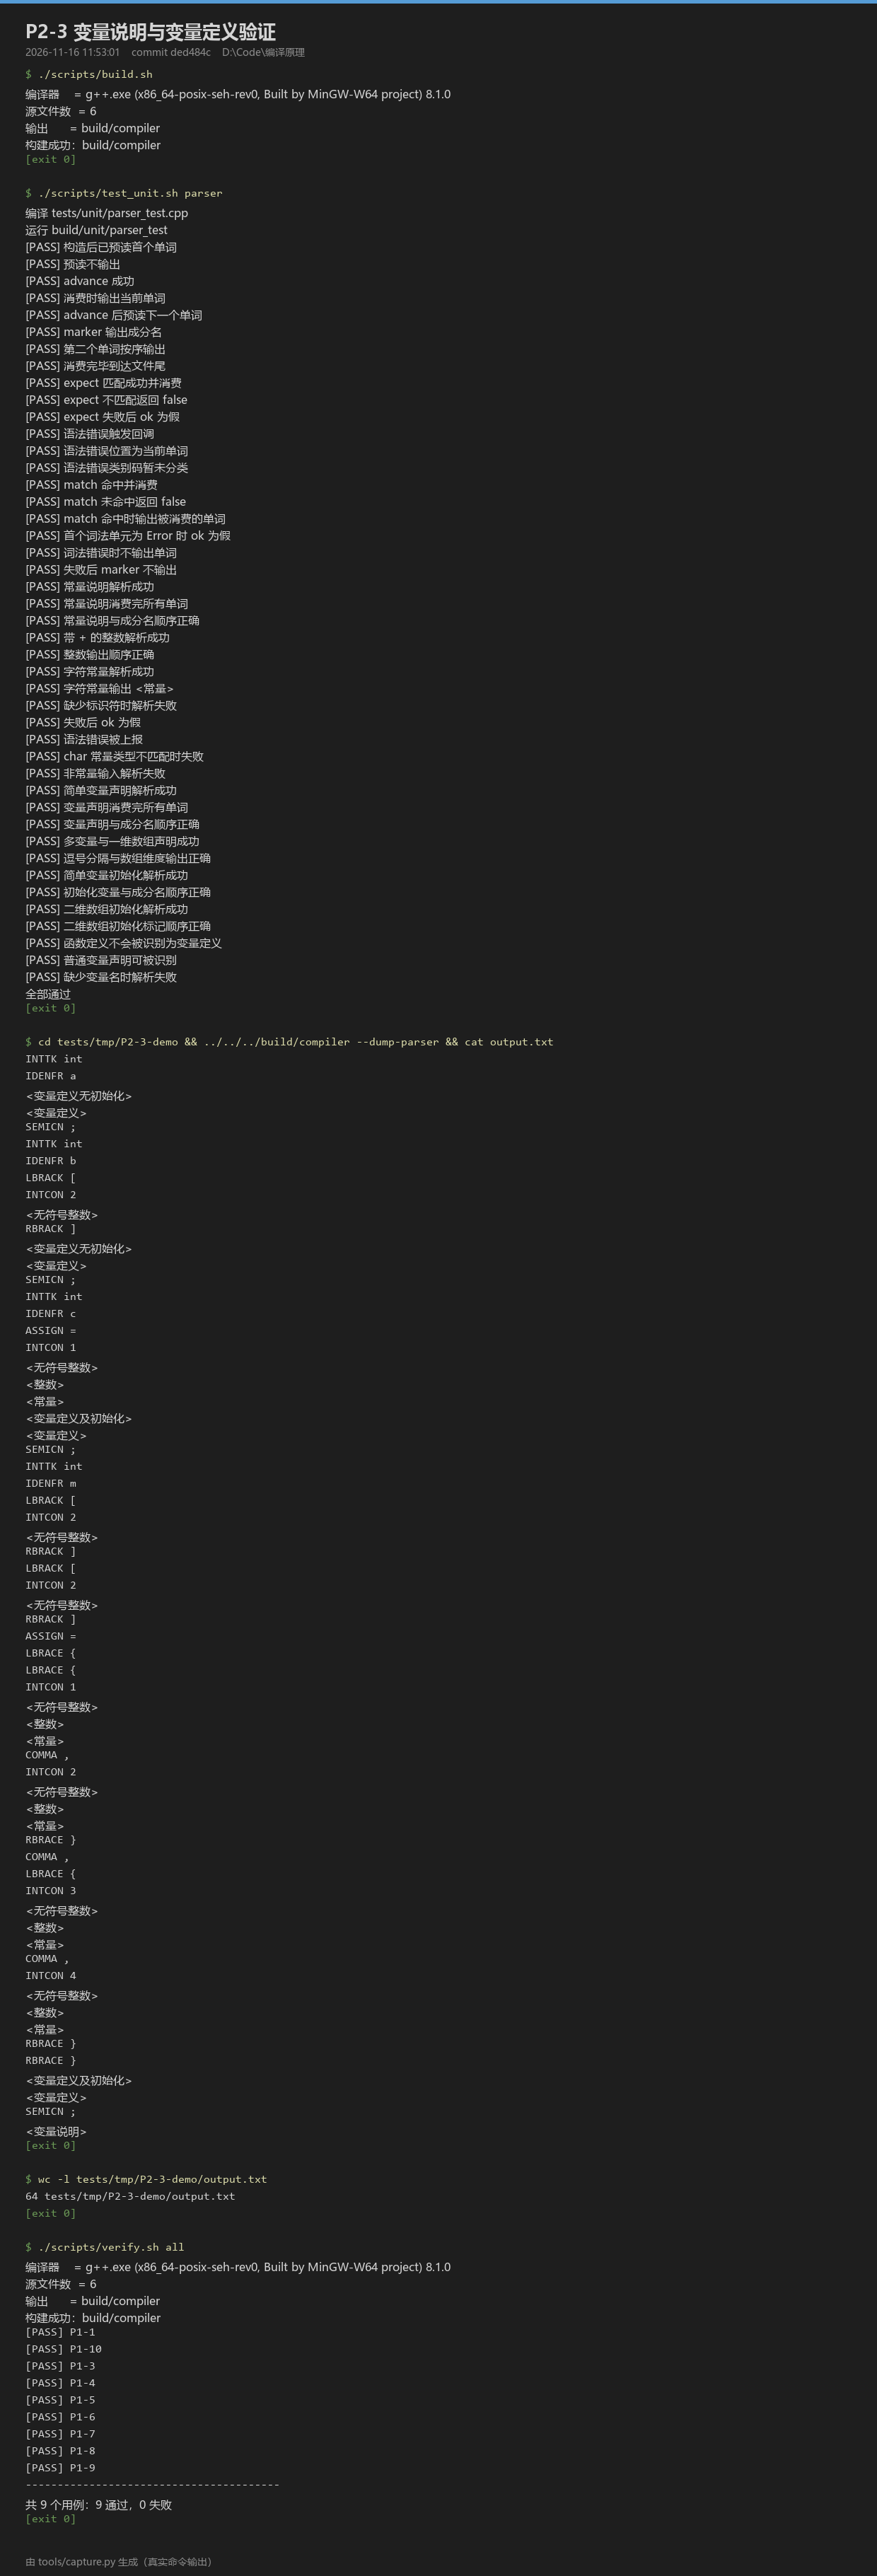 P2-3 变量说明与变量定义验证
2026-11-16 11:53:01 commit ded484c D:\Code\编译原理
$ ./scripts/build.sh
编译器 = g++.exe (x86_64-posix-seh-rev0, Built by MinGW-W64 project) 8.1.0
源文件数 = 6
输出 = build/compiler
构建成功：build/compiler
[exit 0]
$ ./scripts/test_unit.sh parser
编译 tests/unit/parser_test.cpp
运行 build/unit/parser_test
[PASS] 构造后已预读首个单词
[PASS] 预读不输出
[PASS] advance 成功
[PASS] 消费时输出当前单词
[PASS] advance 后预读下一个单词
[PASS] marker 输出成分名
[PASS] 第二个单词按序输出
[PASS] 消费完毕到达文件尾
[PASS] expect 匹配成功并消费
[PASS] expect 不匹配返回 false
[PASS] expect 失败后 ok 为假
[PASS] 语法错误触发回调
[PASS] 语法错误位置为当前单词
[PASS] 语法错误类别码暂未分类
[PASS] match 命中并消费
[PASS] match 未命中返回 false
[PASS] match 命中时输出被消费的单词
[PASS] 首个词法单元为 Error 时 ok 为假
[PASS] 词法错误时不输出单词
[PASS] 失败后 marker 不输出
[PASS] 常量说明解析成功
[PASS] 常量说明消费完所有单词
[PASS] 常量说明与成分名顺序正确
[PASS] 带 + 的整数解析成功
[PASS] 整数输出顺序正确
[PASS] 字符常量解析成功
[PASS] 字符常量输出 <常量>
[PASS] 缺少标识符时解析失败
[PASS] 失败后 ok 为假
[PASS] 语法错误被上报
[PASS] char 常量类型不匹配时失败
[PASS] 非常量输入解析失败
[PASS] 简单变量声明解析成功
[PASS] 变量声明消费完所有单词
[PASS] 变量声明与成分名顺序正确
[PASS] 多变量与一维数组声明成功
[PASS] 逗号分隔与数组维度输出正确
[PASS] 简单变量初始化解析成功
[PASS] 初始化变量与成分名顺序正确
[PASS] 二维数组初始化解析成功
[PASS] 二维数组初始化标记顺序正确
[PASS] 函数定义不会被识别为变量定义
[PASS] 普通变量声明可被识别
[PASS] 缺少变量名时解析失败
全部通过
[exit 0]
$ cd tests/tmp/P2-3-demo && ../../../build/compiler --dump-parser && cat output.txt
INTTK int
IDENFR a
<变量定义无初始化>
<变量定义>
SEMICN ;
INTTK int
IDENFR b
LBRACK [
INTCON 2
<无符号整数>
RBRACK ]
<变量定义无初始化>
<变量定义>
SEMICN ;
INTTK int
IDENFR c
ASSIGN =
INTCON 1
<无符号整数>
<整数>
<常量>
<变量定义及初始化>
<变量定义>
SEMICN ;
INTTK int
IDENFR m
LBRACK [
INTCON 2
<无符号整数>
RBRACK ]
LBRACK [
INTCON 2
<无符号整数>
RBRACK ]
ASSIGN =
LBRACE {
LBRACE {
INTCON 1
<无符号整数>
<整数>
<常量>
COMMA ,
INTCON 2
<无符号整数>
<整数>
<常量>
RBRACE }
COMMA ,
LBRACE {
INTCON 3
<无符号整数>
<整数>
<常量>
COMMA ,
INTCON 4
<无符号整数>
<整数>
<常量>
RBRACE }
RBRACE }
<变量定义及初始化>
<变量定义>
SEMICN ;
<变量说明>
[exit 0]
$ wc -l tests/tmp/P2-3-demo/output.txt
64 tests/tmp/P2-3-demo/output.txt
[exit 0]
$ ./scripts/verify.sh all
编译器 = g++.exe (x86_64-posix-seh-rev0, Built by MinGW-W64 project) 8.1.0
源文件数 = 6
输出 = build/compiler
构建成功：build/compiler
[PASS] P1-1
[PASS] P1-10
[PASS] P1-3
[PASS] P1-4
[PASS] P1-5
[PASS] P1-6
[PASS] P1-7
[PASS] P1-8
[PASS] P1-9
----------------------------------------
共 9 个用例：9 通过，0 失败
[exit 0]
由 tools/capture.py 生成（真实命令输出）